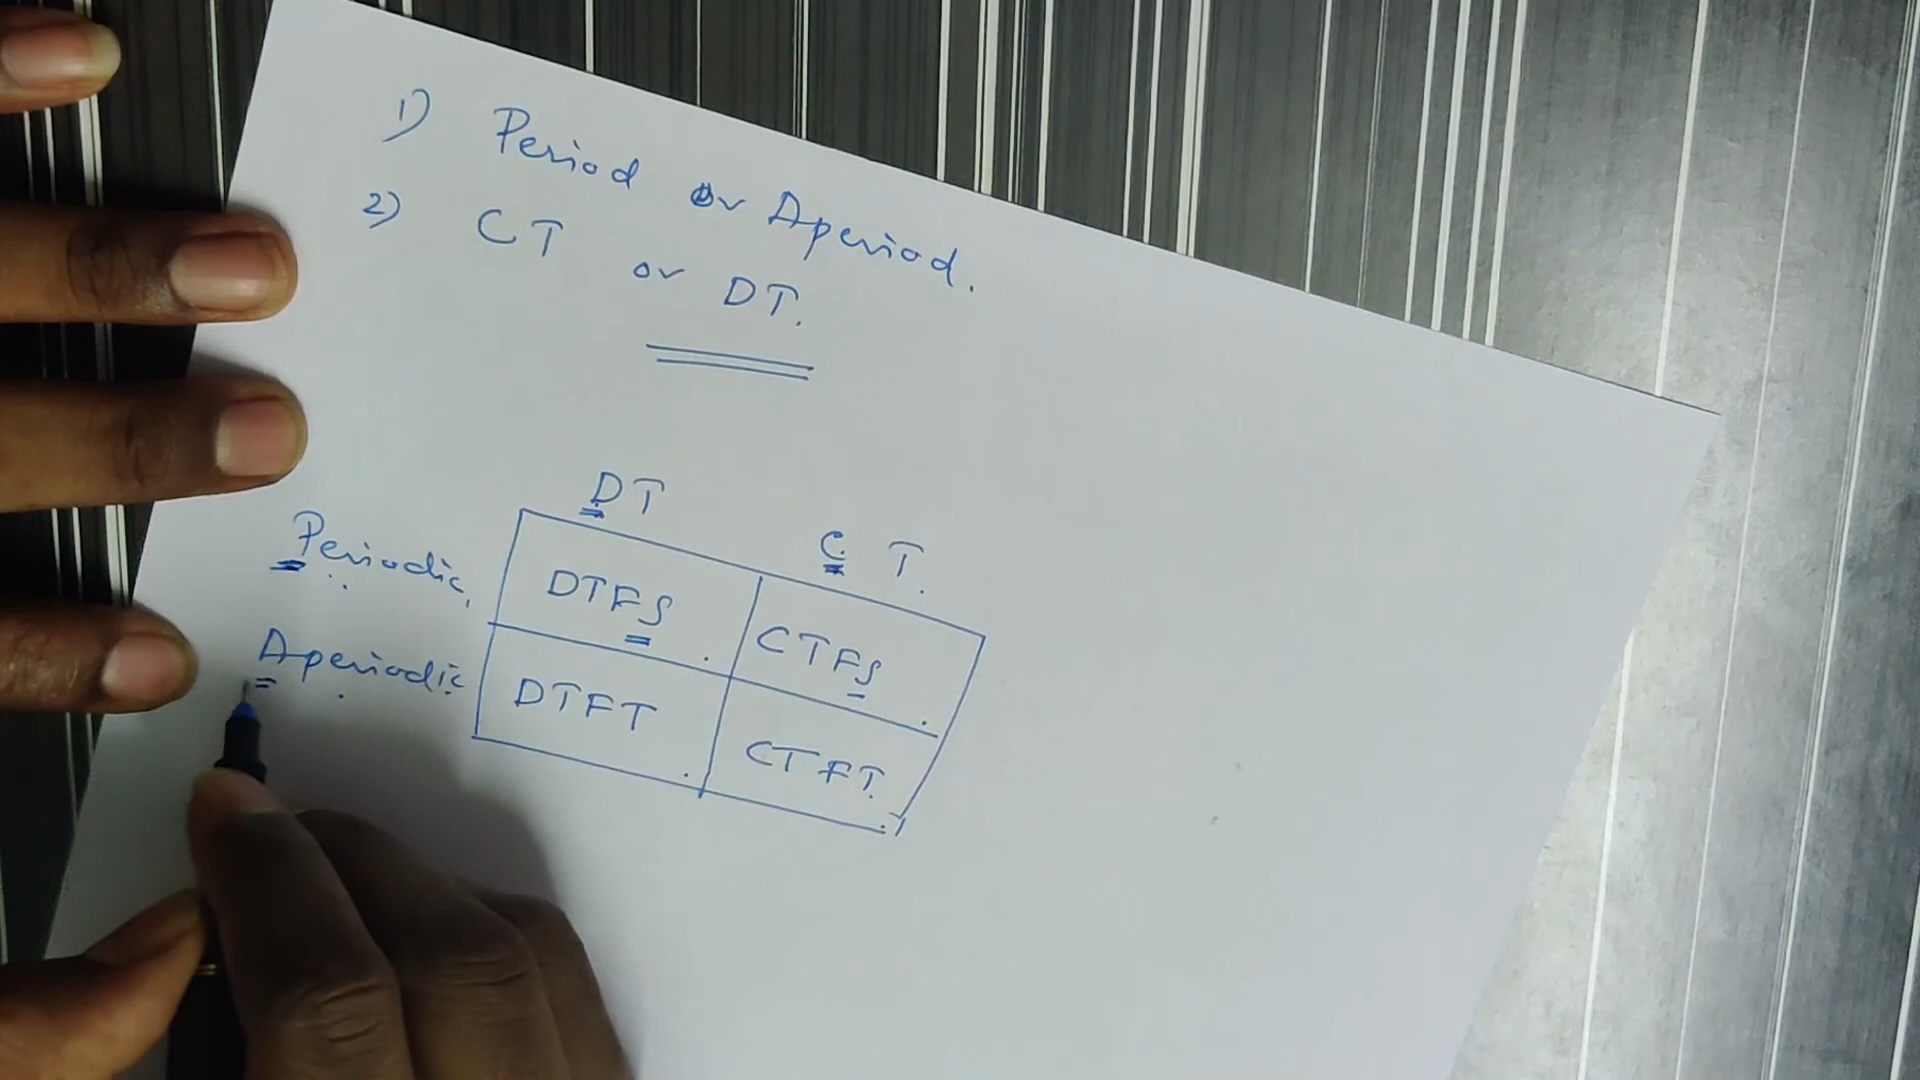 1) Period or Aperiod.
2) CT or DT.
DT C T.
Periodic, DTFS CTFS
Aperiodic DTFT CTFT.